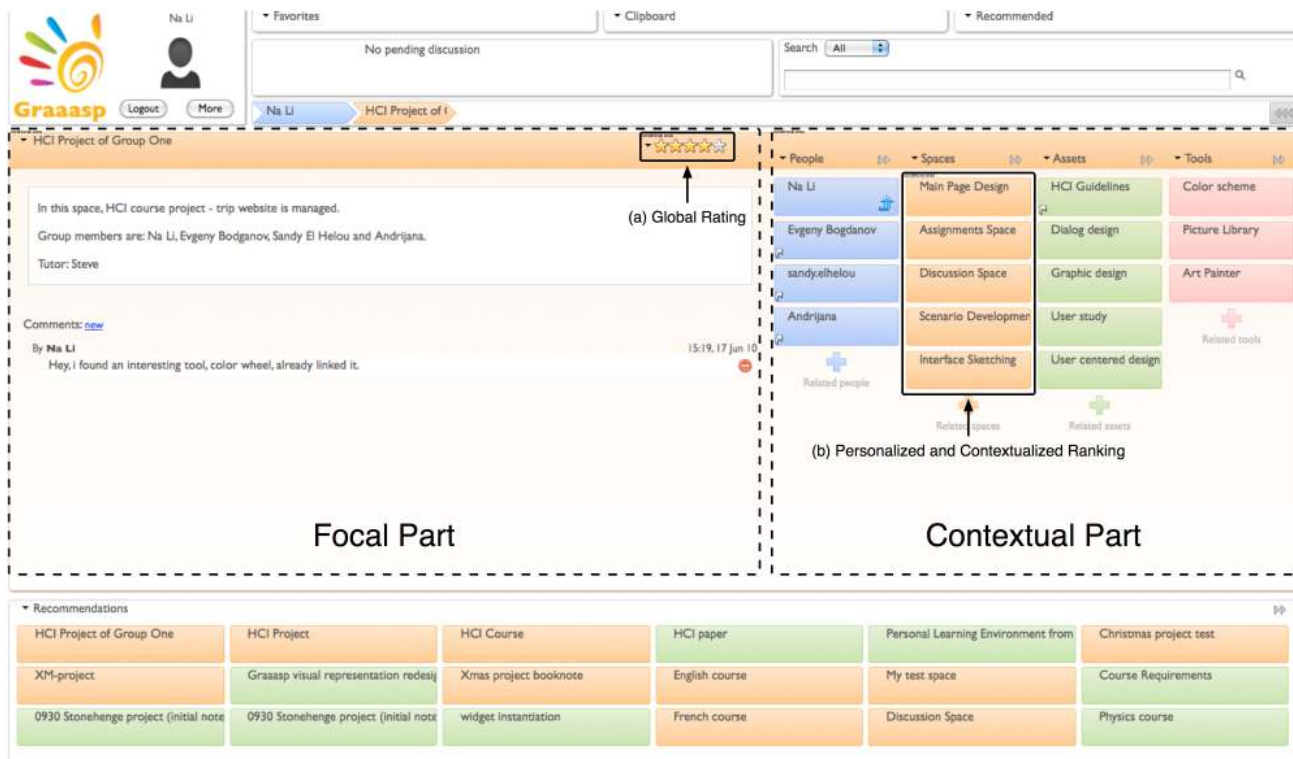 Na Li
Graaasp
Logout
More
Favorites
Clipboard
Recommended
No pending discussion
Search All
Na Li
HCI Project of
HCI Project of Group One
(a) Global Rating
In this space, HCI course project - trip website is managed.
Group members are: Na Li, Evgeny Bodganov, Sandy El Helou and Andrijana.
Tutor: Steve
Comments: new
By Na Li
15:19, 17 Jun 10
Hey, i found an interesting tool, color wheel, already linked it.
Focal Part
People
Spaces
Assets
Tools
Na Li
Main Page Design
HCI Guidelines
Color scheme
Evgeny Bogdanov
Assignments Space
Dialog design
Picture Library
sandy.elhelou
Discussion Space
Graphic design
Art Painter
Andrijana
Scenario Developmen
User study
Related tools
Interface Sketching
User centered design
Related people
Related spaces
Related assets
(b) Personalized and Contextualized Ranking
Contextual Part
Recommendations
HCI Project of Group One
HCI Project
HCI Course
HCI paper
Personal Learning Environment from
Christmas project test
XM-project
Graaasp visual representation redesig
Xmas project booknote
English course
My test space
Course Requirements
0930 Stonehenge project (initial note
0930 Stonehenge project (initial note
widget instantiation
French course
Discussion Space
Physics course